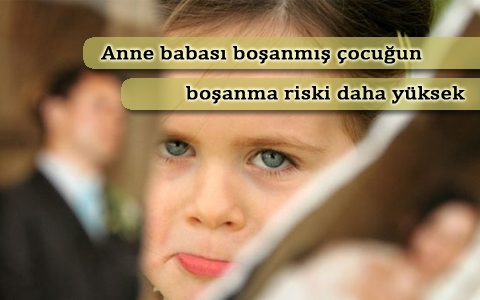 Anne babası boşanmış çocuğun
boşanma riski daha yüksek